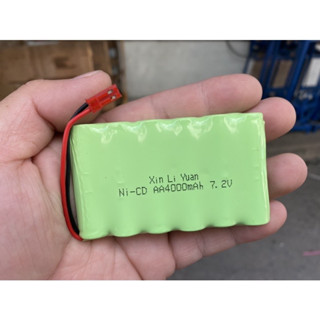 Xin Li Yuan
Ni-CD AA4000mAh 7.2V